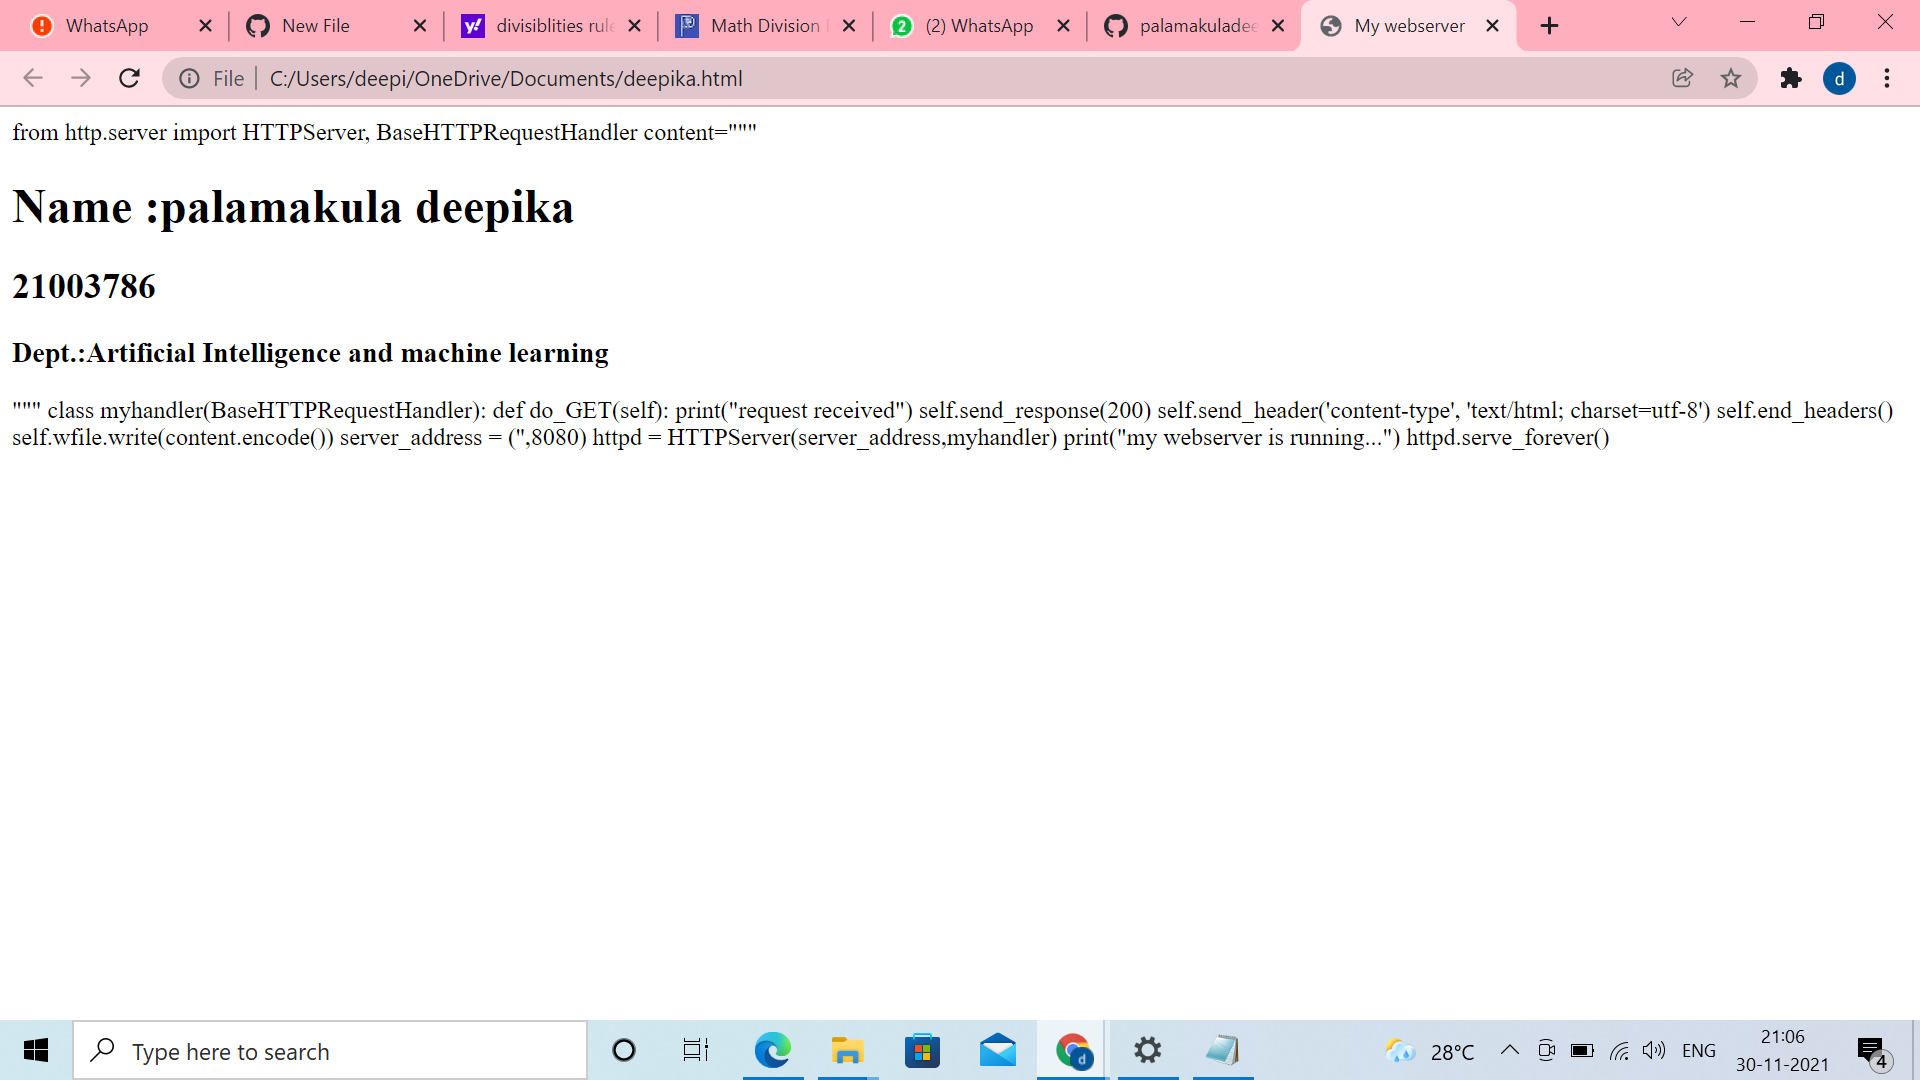 WhatsApp
New File
divisiblities rule
Math Division
(2) WhatsApp
palamakuladee
My webserver
File
C:/Users/deepi/OneDrive/Documents/deepika.html
d
from http.server import HTTPServer, BaseHTTPRequestHandler content="""
Name :palamakula deepika
21003786
Dept.:Artificial Intelligence and machine learning
""" class myhandler(BaseHTTPRequestHandler): def do_GET(self): print("request received") self.send_response(200) self.send_header('content-type', 'text/html; charset=utf-8') self.end_headers()
self.wfile.write(content.encode()) server_address = ('',8080) httpd = HTTPServer(server_address,myhandler) print("my webserver is running...") httpd.serve_forever()
Type here to search
28°C
ENG
21:06
30-11-2021
4